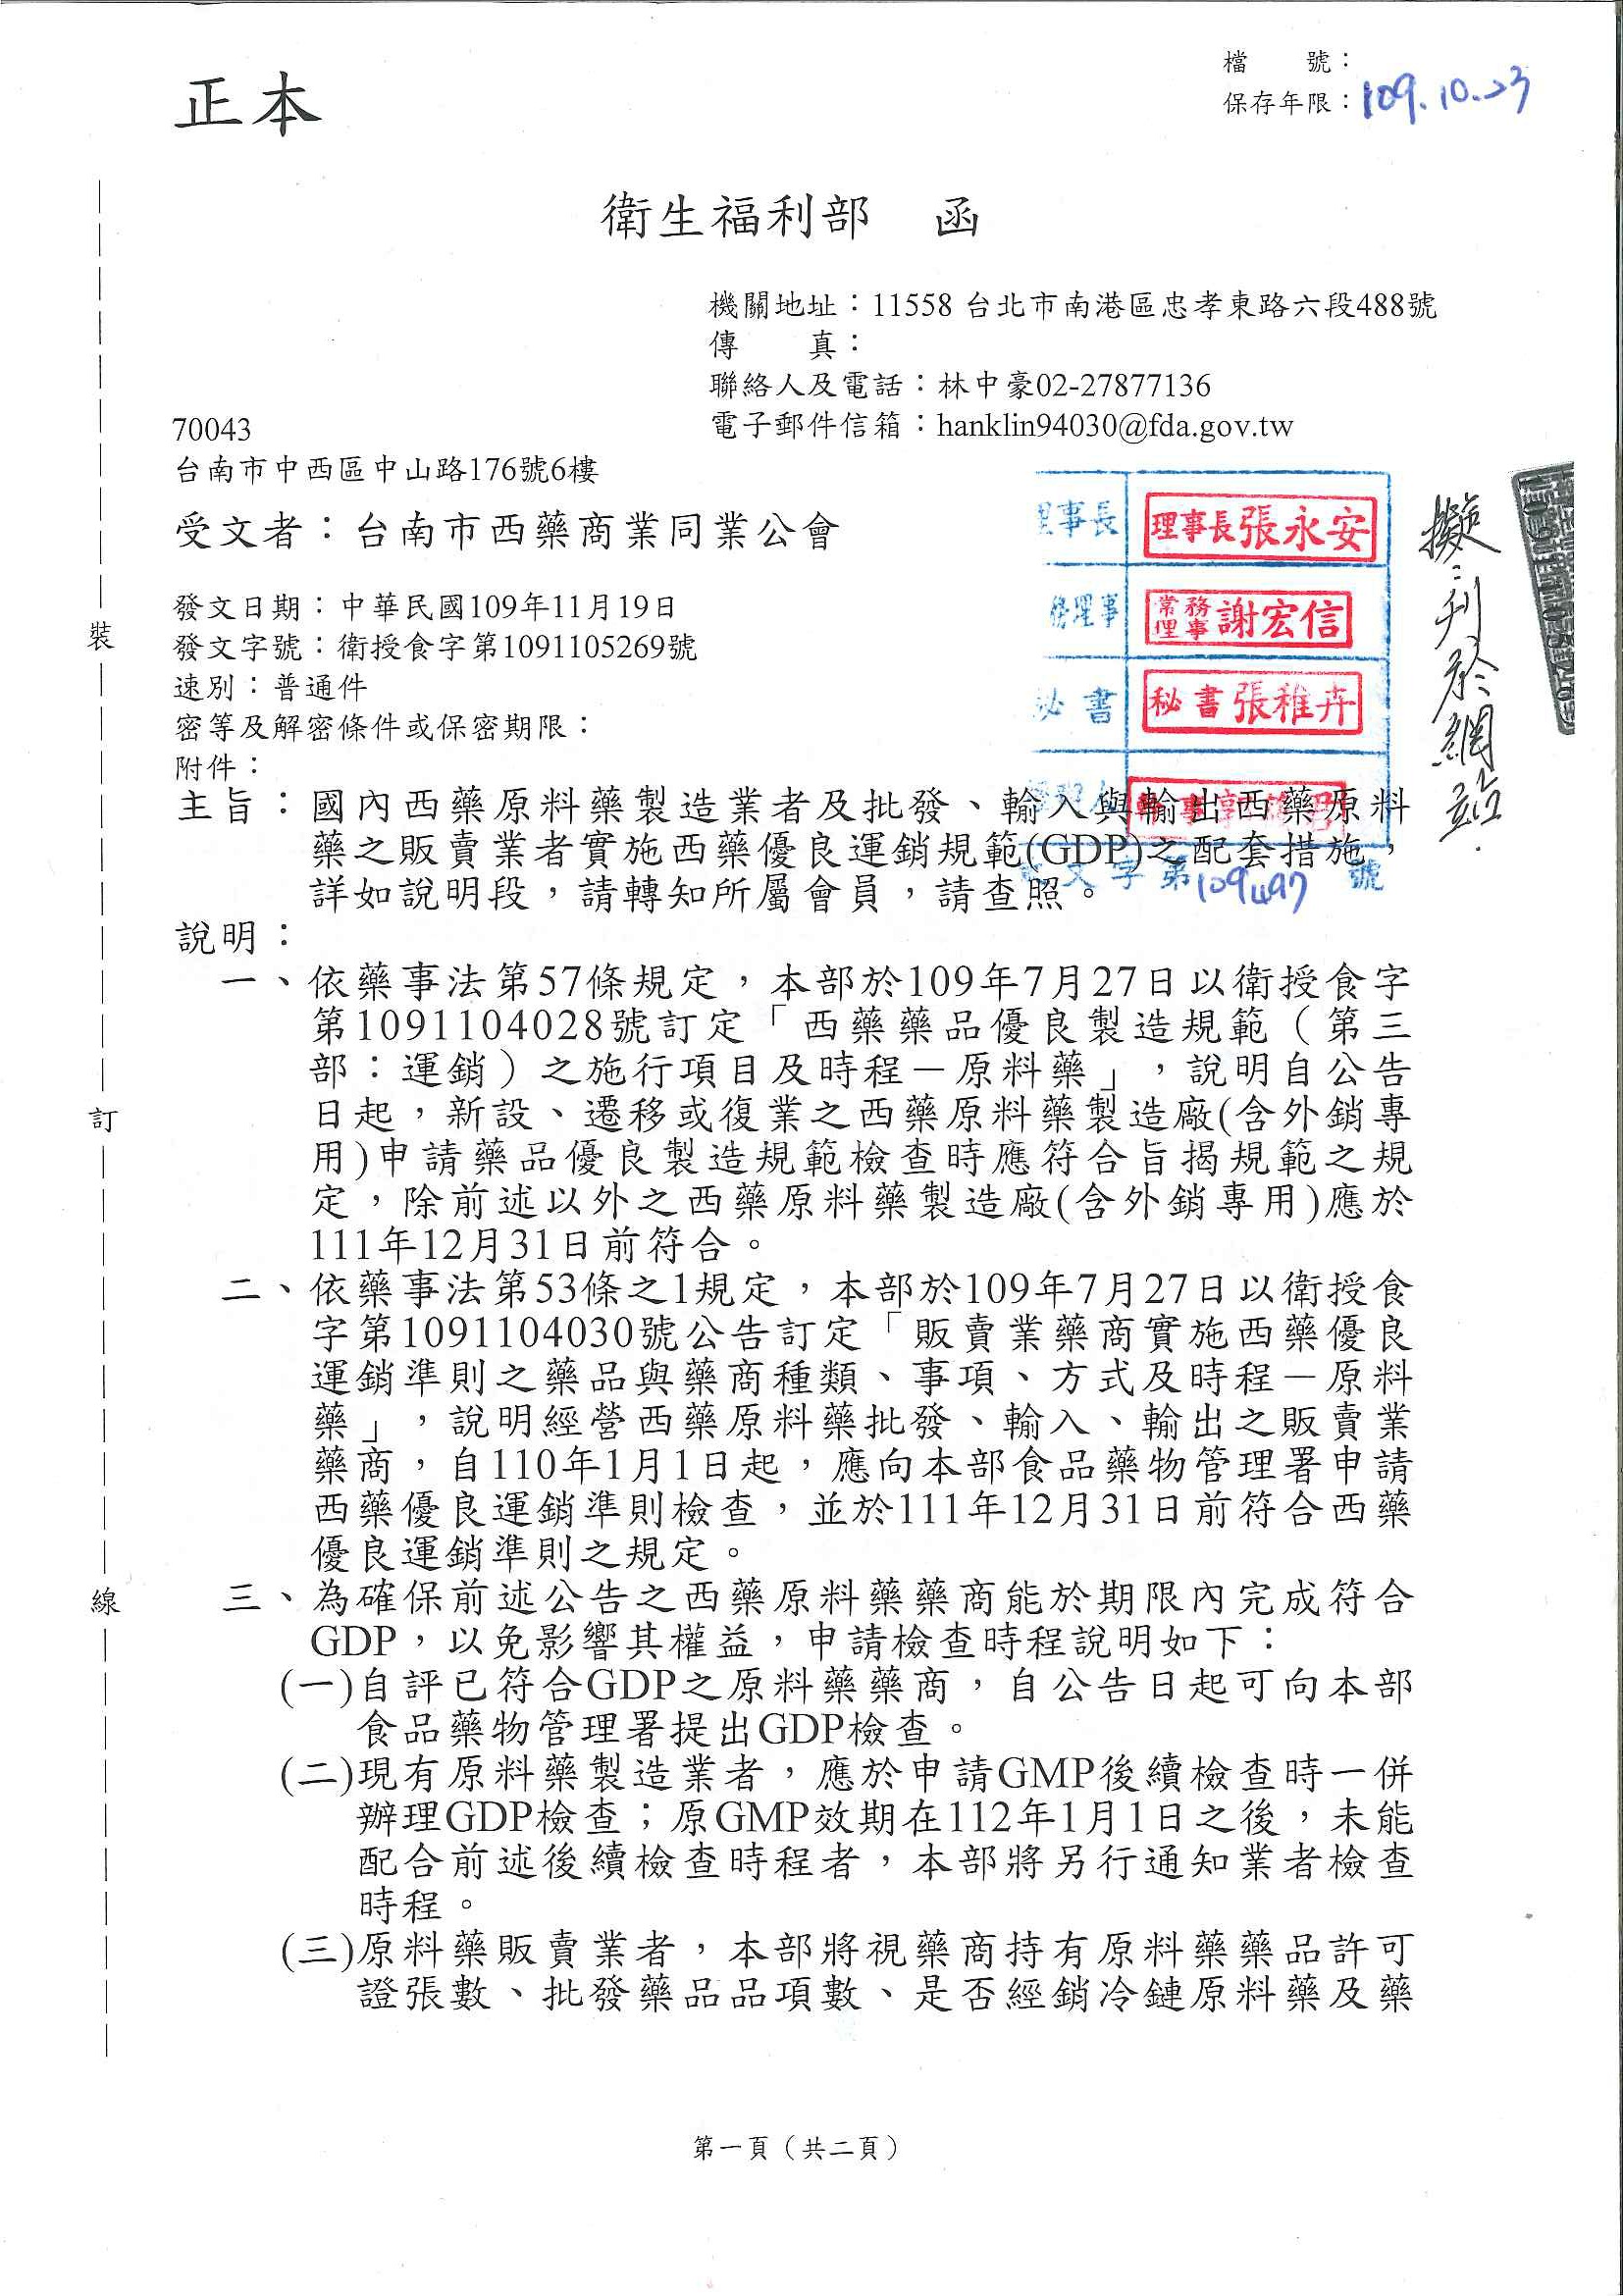 檔　　號：
保存年限：109.10.23
正本
衛生福利部　函
機關地址：11558 台北市南港區忠孝東路六段488號
傳　　真：
聯絡人及電話：林中豪02-27877136
電子郵件信箱：hanklin94030@fda.gov.tw
70043
台南市中西區中山路176號6樓
受文者：台南市西藥商業同業公會
發文日期：中華民國109年11月19日
發文字號：衛授食字第1091105269號
速別：普通件
密等及解密條件或保密期限：
附件：
理事長 理事長張永安
務理事 常務理事謝宏信
秘書 秘書張稚卉
幹事
文字第 號
擬:刊於網站.
主旨：國內西藥原料藥製造業者及批發、輸入與輸出西藥原料
藥之販賣業者實施西藥優良運銷規範(GDP)之配套措施，
詳如說明段，請轉知所屬會員，請查照。
說明：
一、依藥事法第57條規定，本部於109年7月27日以衛授食字
第1091104028號訂定「西藥藥品優良製造規範（第三
部：運銷）之施行項目及時程－原料藥」，說明自公告
日起，新設、遷移或復業之西藥原料藥製造廠(含外銷專
用)申請藥品優良製造規範檢查時應符合旨揭規範之規
定，除前述以外之西藥原料藥製造廠(含外銷專用)應於
111年12月31日前符合。
二、依藥事法第53條之1規定，本部於109年7月27日以衛授食
字第1091104030號公告訂定「販賣業藥商實施西藥優良
運銷準則之藥品與藥商種類、事項、方式及時程－原料
藥」，說明經營西藥原料藥批發、輸入、輸出之販賣業
藥商，自110年1月1日起，應向本部食品藥物管理署申請
西藥優良運銷準則檢查，並於111年12月31日前符合西藥
優良運銷準則之規定。
三、為確保前述公告之西藥原料藥藥商能於期限內完成符合
GDP，以免影響其權益，申請檢查時程說明如下：
(一)自評已符合GDP之原料藥藥商，自公告日起可向本部
食品藥物管理署提出GDP檢查。
(二)現有原料藥製造業者，應於申請GMP後續檢查時一併
辦理GDP檢查；原GMP效期在112年1月1日之後，未能
配合前述後續檢查時程者，本部將另行通知業者檢查
時程。
(三)原料藥販賣業者，本部將視藥商持有原料藥藥品許可
證張數、批發藥品品項數、是否經銷冷鏈原料藥及藥
裝
訂
線
第一頁（共二頁）